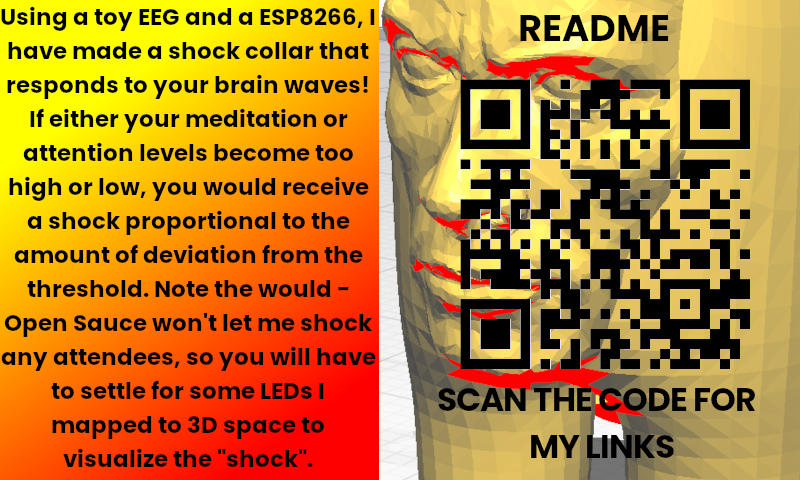 Using a toy EEG and a ESP8266, I
have made a shock collar that
responds to your brain waves!
If either your meditation or
attention levels become too
high or low, you would receive
a shock proportional to the
amount of deviation from the
threshold. Note the would -
Open Sauce won't let me shock
any attendees, so you will have
to settle for some LEDs I
mapped to 3D space to
visualize the "shock".
README
SCAN THE CODE FOR
MY LINKS